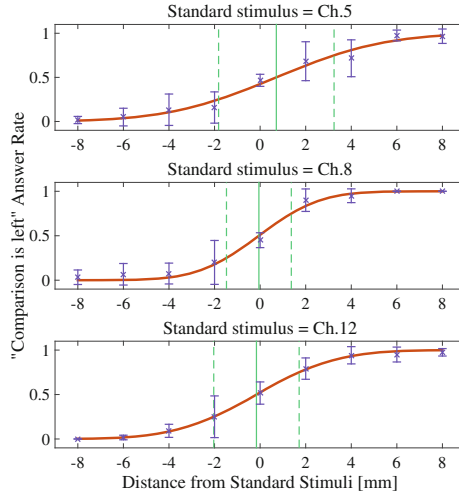 Standard stimulus = Ch.5
1
0.5
0
-8 -6 -4 -2 0 2 4 6 8
Standard stimulus = Ch.8
1
0.5
0
-8 -6 -4 -2 0 2 4 6 8
Standard stimulus = Ch.12
1
0.5
0
-8 -6 -4 -2 0 2 4 6 8
"Comparison is left" Answer Rate
Distance from Standard Stimuli [mm]